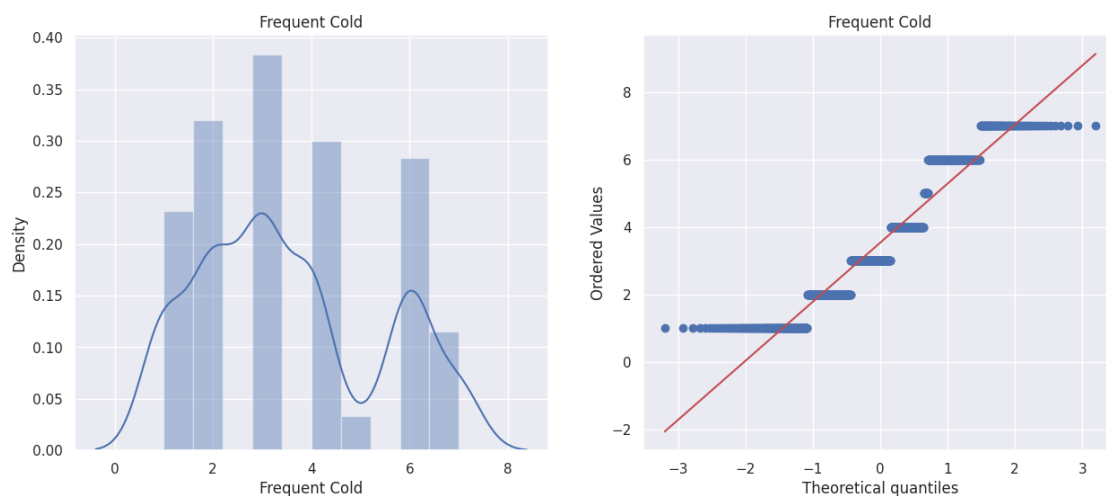 Frequent Cold
0.40
0.35
0.30
0.25
0.20
0.15
0.10
0.05
0.00
Density
0 2 4 6 8
Frequent Cold
Frequent Cold
8
6
4
2
0
−2
Ordered Values
−3 −2 −1 0 1 2 3
Theoretical quantiles